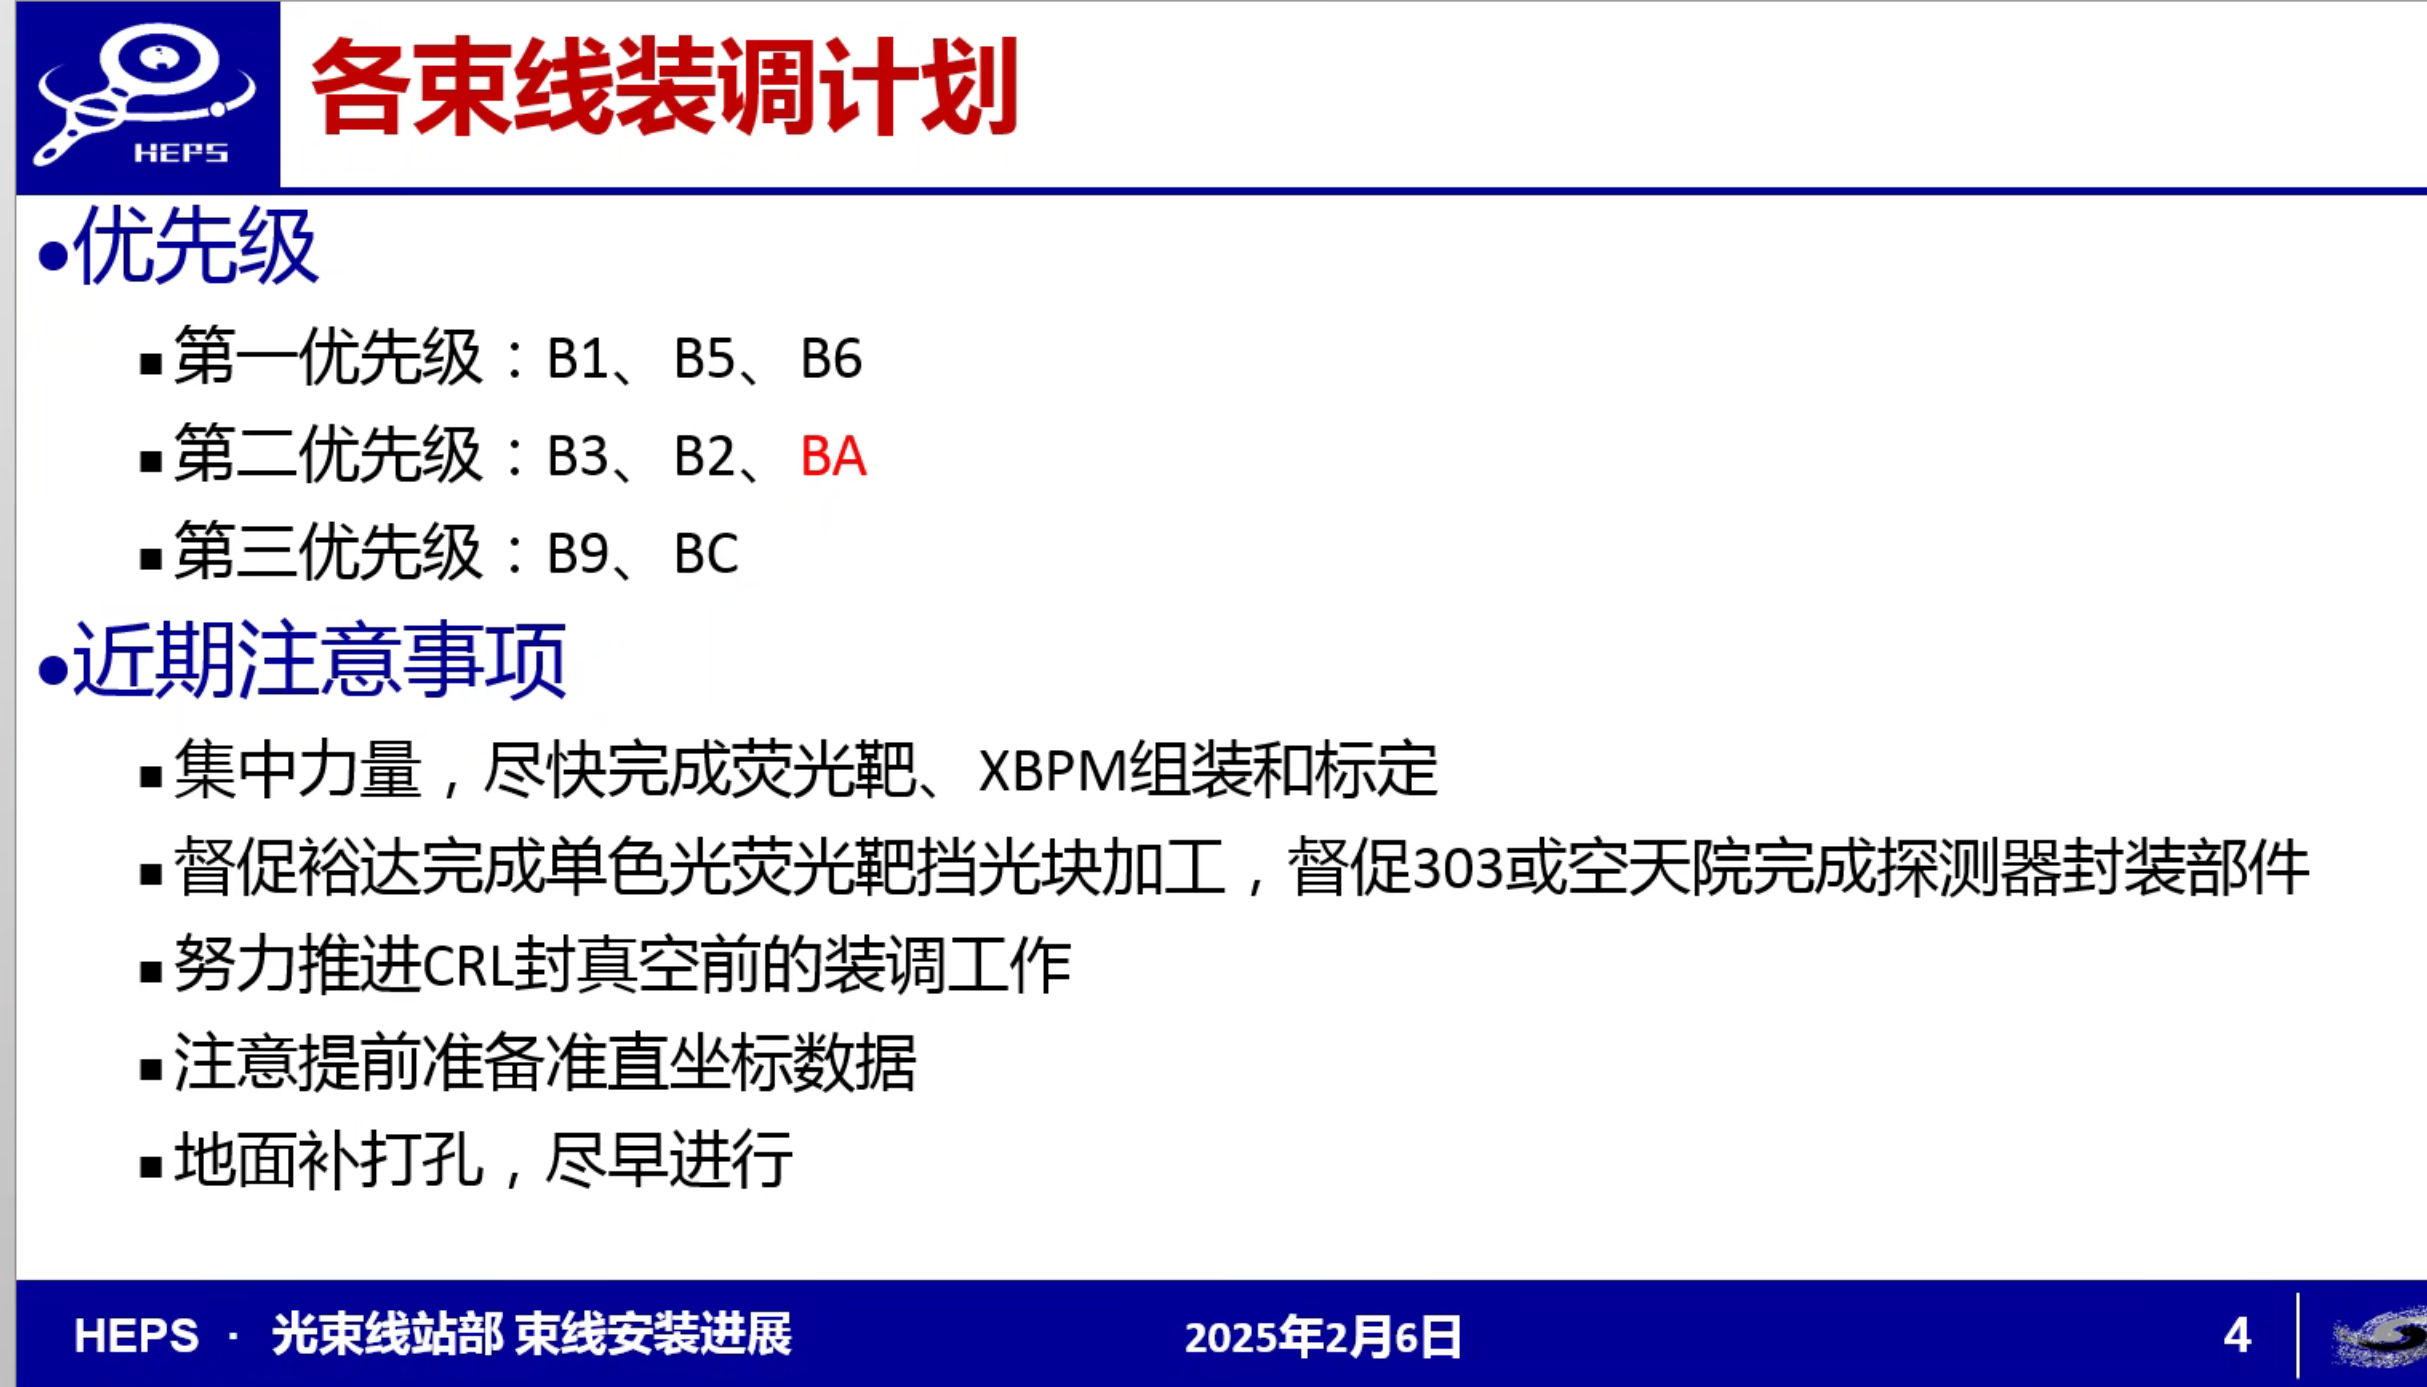 HEPS
各束线装调计划
•优先级
▪第一优先级：B1、B5、B6
▪第二优先级：B3、B2、BA
▪第三优先级：B9、BC
•近期注意事项
▪集中力量，尽快完成荧光靶、XBPM组装和标定
▪督促裕达完成单色光荧光靶挡光块加工，督促303或空天院完成探测器封装部件
▪努力推进CRL封真空前的装调工作
▪注意提前准备准直坐标数据
▪地面补打孔，尽早进行
HEPS · 光束线站部 束线安装进展 2025年2月6日 4